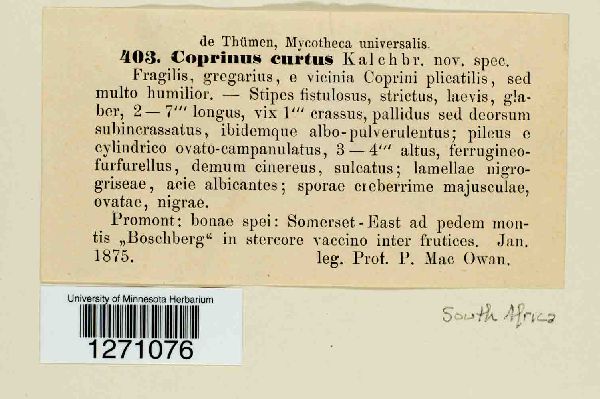 de Thümen, Mycotheca universalis.
403. Coprinus curtus Kalchbr. nov. spec.
Fragilis, gregarius, e vicinia Coprini plicatilis, sed
multo humilior. — Stipes fistulosus, strictus, laevis, gla-
ber, 2—7‴ longus, vix 1‴ crassus, pallidus sed deorsum
subincrassatus, ibidemque albo-pulverulentus; pileus e
cylindrico ovato-campanulatus, 3—4‴ altus, ferrugineo-
furfurellus, demum cinereus, sulcatus; lamellae nigro-
griseae, acie albicantes; sporae creberrime majusculae,
ovatae, nigrae.
Promont: bonae spei: Somerset-East ad pedem mon-
tis „Boschberg“ in stercore vaccino inter frutices. Jan.
1875. leg. Prof. P. Mac Owan.
University of Minnesota Herbarium
1271076
South Africa